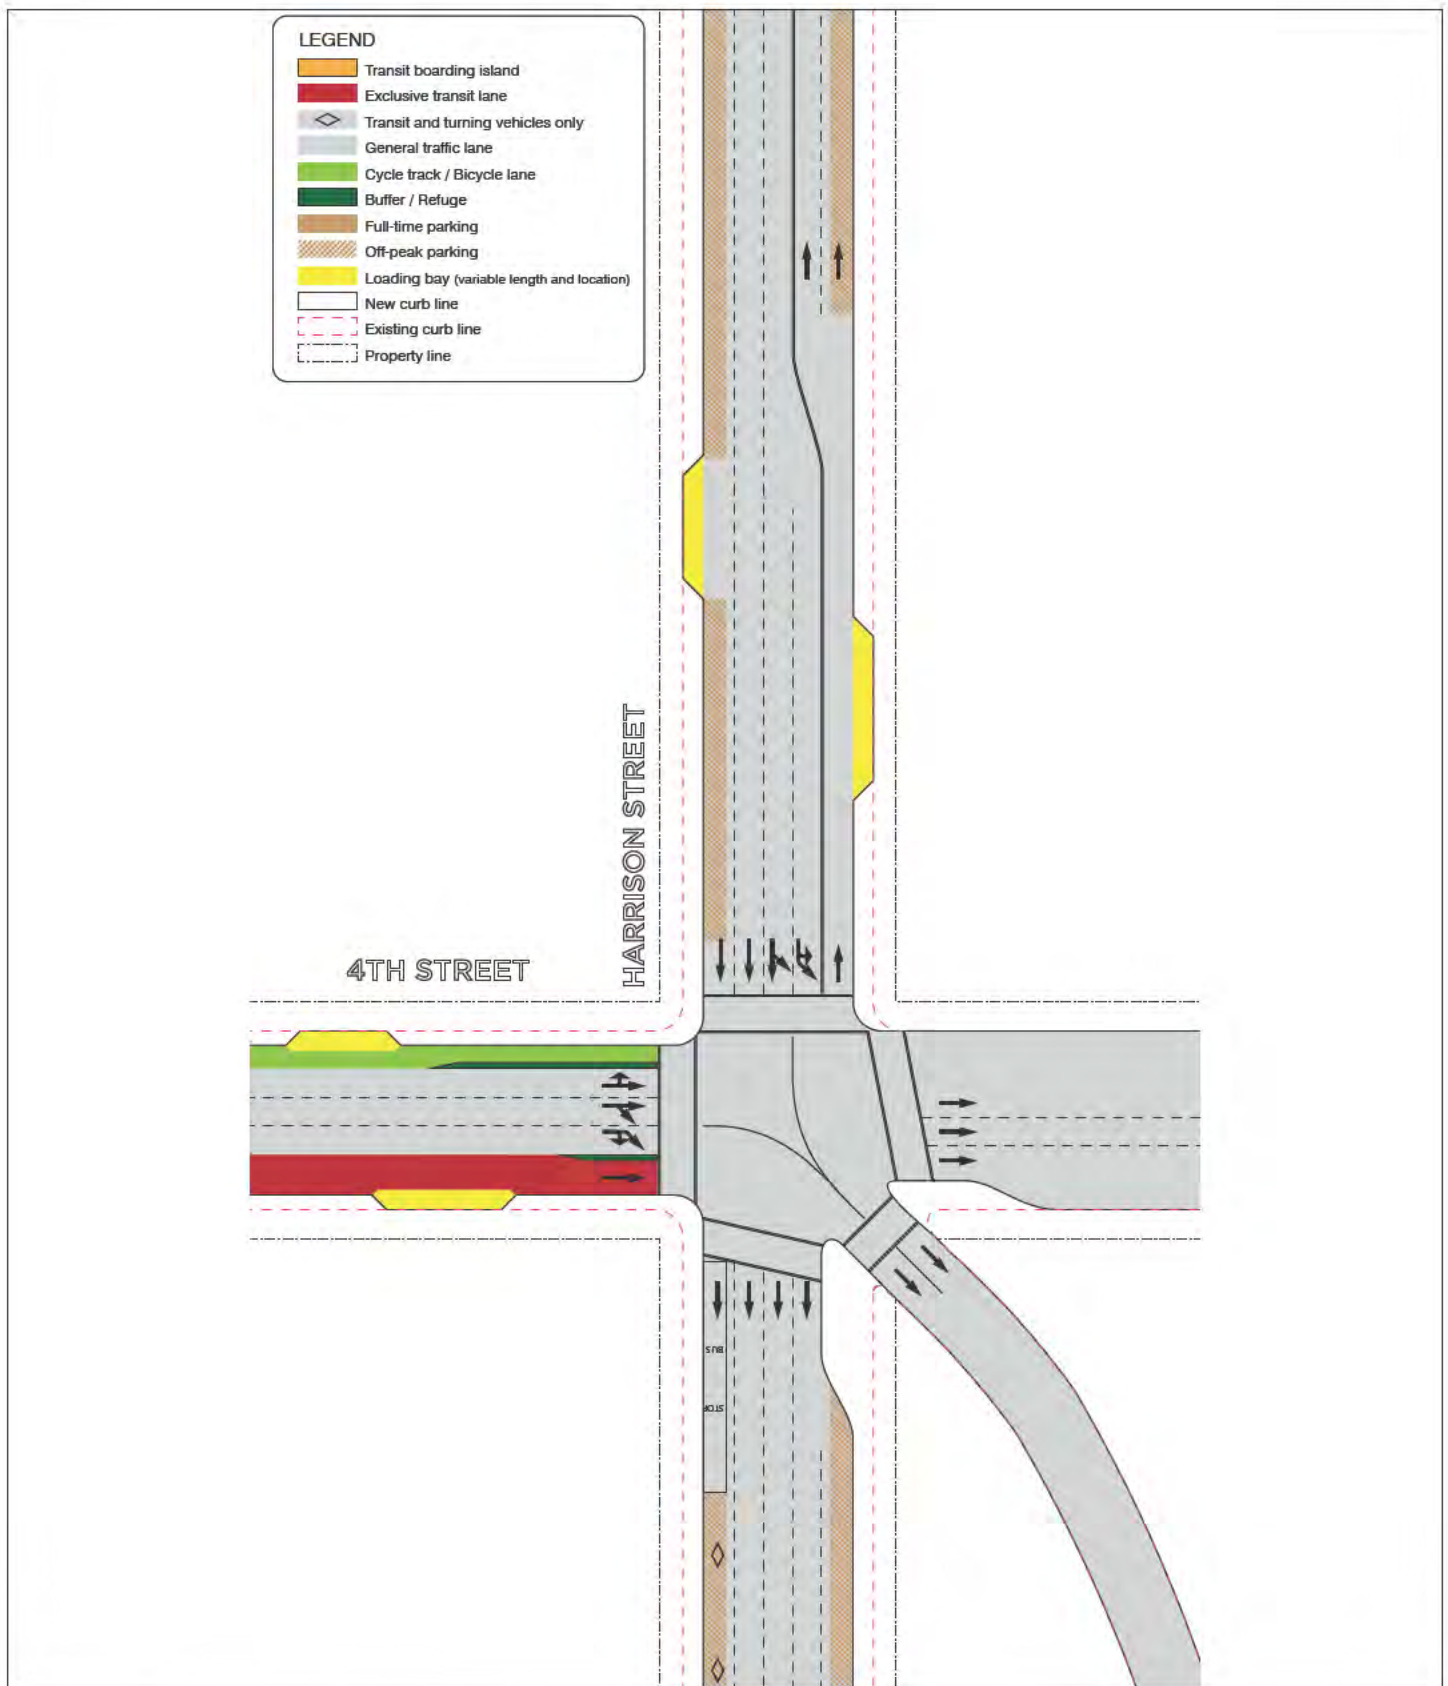 LEGEND
Transit boarding island
Exclusive transit lane
Transit and turning vehicles only
General traffic lane
Cycle track / Bicycle lane
Buffer / Refuge
Full-time parking
Off-peak parking
Loading bay (variable length and location)
New curb line
Existing curb line
Property line
HARRISON STREET
4TH STREET
BUS
STOP